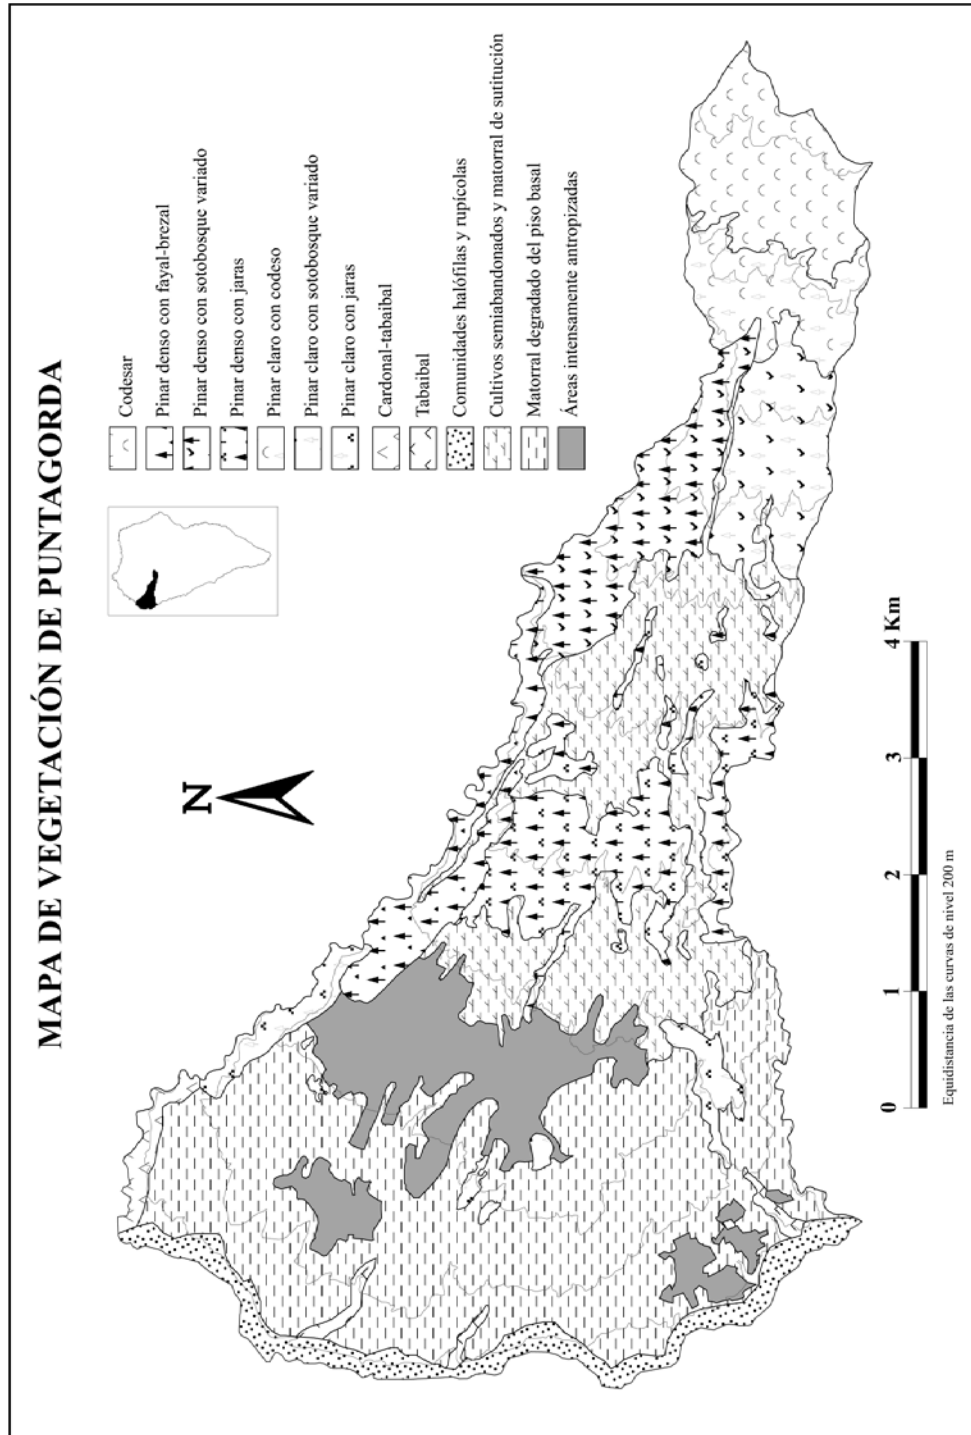 MAPA DE VEGETACIÓN DE PUNTAGORDA
N
Codesar
Pinar denso con fayal-brezal
Pinar denso con sotobosque variado
Pinar denso con jaras
Pinar claro con codeso
Pinar claro con sotobosque variado
Pinar claro con jaras
Cardonal-tabaibal
Tabaibal
Comunidades halófilas y rupícolas
Cultivos semiabandonados y matorral de sutitución
Matorral degradado del piso basal
Áreas intensamente antropizadas
0 1 2 3 4 Km
Equidistancia de las curvas de nivel 200 m